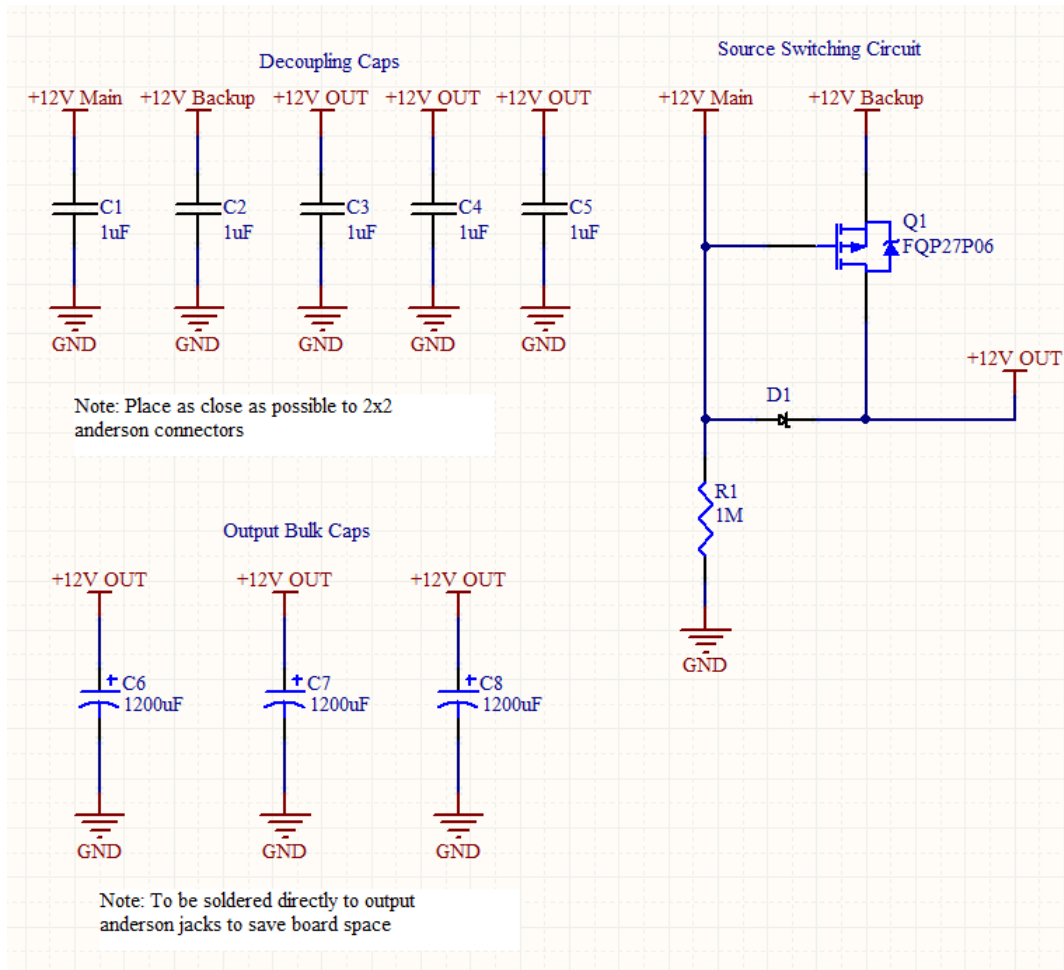 Decoupling Caps
+12V Main
+12V Backup
+12V OUT
+12V OUT
+12V OUT
C1
1uF
C2
1uF
C3
1uF
C4
1uF
C5
1uF
GND
GND
GND
GND
GND
Note: Place as close as possible to 2x2
anderson connectors
Output Bulk Caps
+12V OUT
+12V OUT
+12V OUT
C6
1200uF
C7
1200uF
C8
1200uF
GND
GND
GND
Note: To be soldered directly to output
anderson jacks to save board space
Source Switching Circuit
+12V Main
+12V Backup
Q1
FQP27P06
+12V OUT
D1
R1
1M
GND